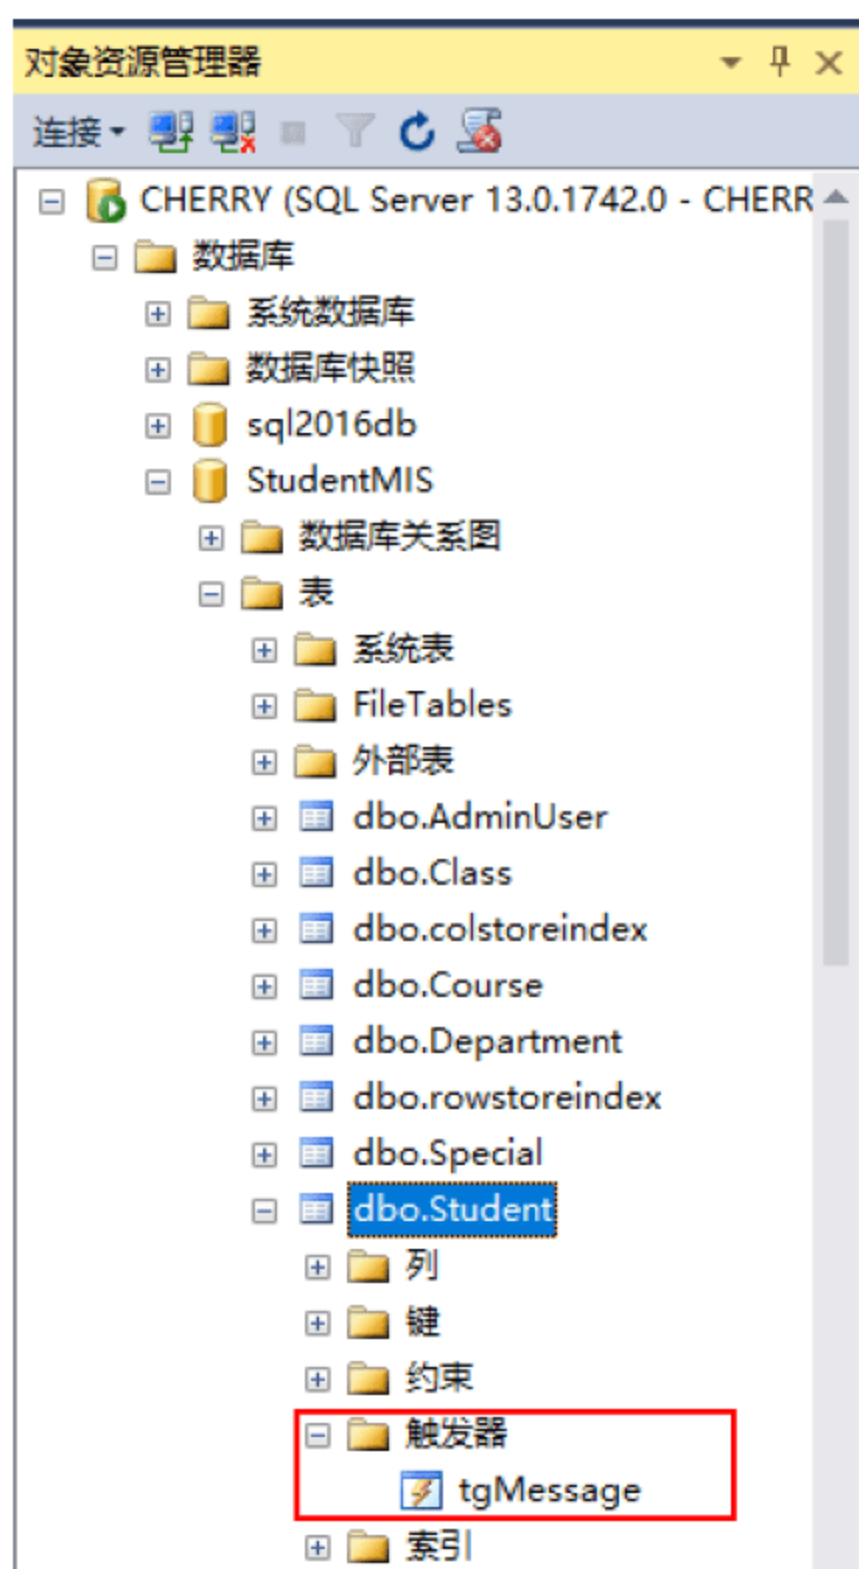 对象资源管理器
连接
CHERRY (SQL Server 13.0.1742.0 - CHERR
数据库
系统数据库
数据库快照
sql2016db
StudentMIS
数据库关系图
表
系统表
FileTables
外部表
dbo.AdminUser
dbo.Class
dbo.colstoreindex
dbo.Course
dbo.Department
dbo.rowstoreindex
dbo.Special
dbo.Student
列
键
约束
触发器
tgMessage
索引